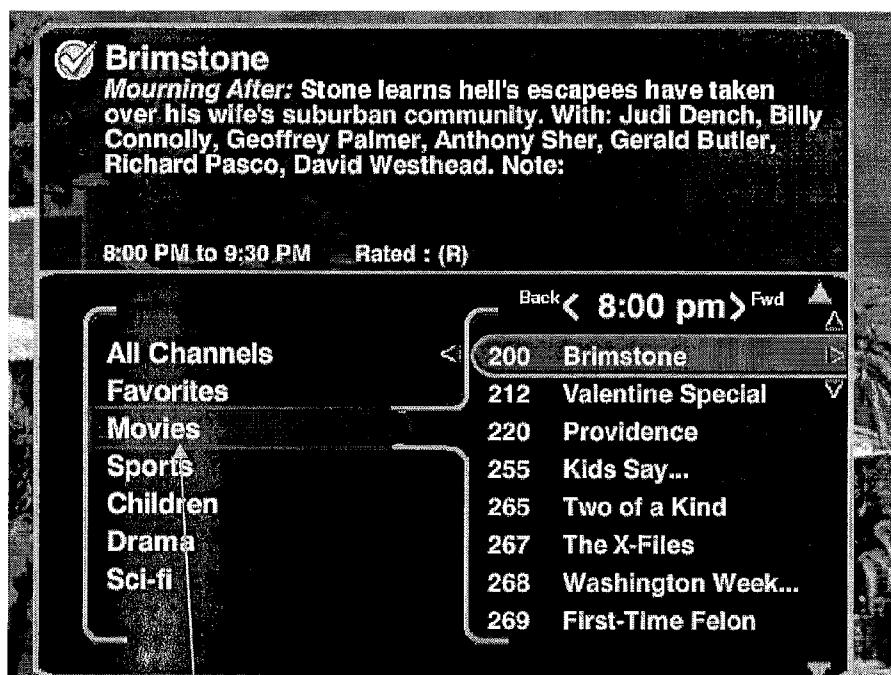 Brimstone
Mourning After: Stone learns hell's escapees have taken
over his wife's suburban community. With: Judi Dench, Billy
Connolly, Geoffrey Palmer, Anthony Sher, Gerald Butler,
Richard Pasco, David Westhead. Note:
8:00 PM to 9:30 PM Rated : (R)
Back < 8:00 pm > Fwd
All Channels
Favorites
Movies
Sports
Children
Drama
Sci-fi
200 Brimstone
212 Valentine Special
220 Providence
255 Kids Say...
265 Two of a Kind
267 The X-Files
268 Washington Week...
269 First-Time Felon